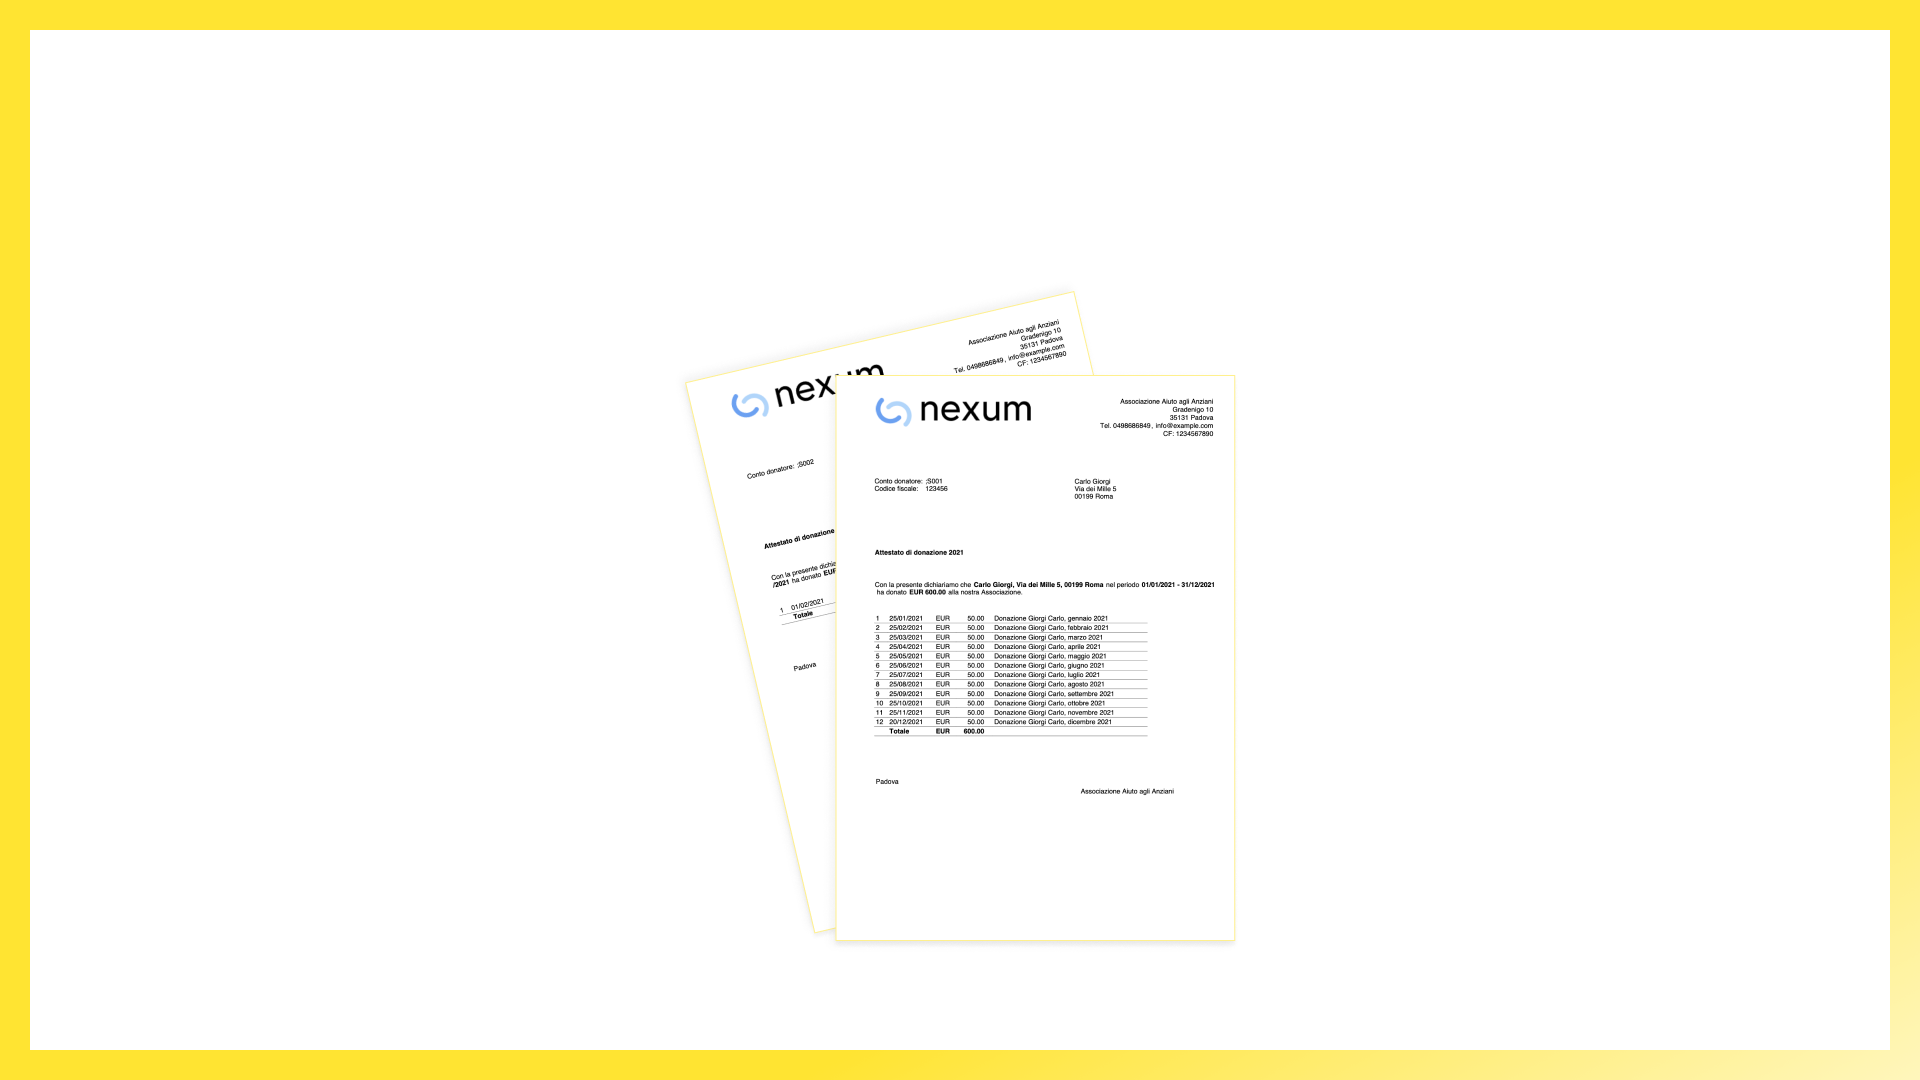 Associazione Aiuto agli Anziani
Gradenigo 10
35131 Padova
Tel. 0498686849, info@example.com
CF: 1234567890
nexum
Conto donatore: ;S002
Attestato di donazione
Con la presente
/2021 ha donato EUR
1 01/02/2021
Totale
Padova
nexum
Associazione Aiuto agli Anziani
Gradenigo 10
35131 Padova
Tel. 0498686849, info@example.com
CF: 1234567890
Conto donatore: ;S001
Codice fiscale: 123456
Carlo Giorgi
Via dei Mille 5
00199 Roma
Attestato di donazione 2021
Con la presente dichiariamo che Carlo Giorgi, Via dei Mille 5, 00199 Roma nel periodo 01/01/2021 - 31/12/2021
ha donato EUR 600.00 alla nostra Associazione.
1 25/01/2021 EUR 50.00 Donazione Giorgi Carlo, gennaio 2021
2 25/02/2021 EUR 50.00 Donazione Giorgi Carlo, febbraio 2021
3 25/03/2021 EUR 50.00 Donazione Giorgi Carlo, marzo 2021
4 25/04/2021 EUR 50.00 Donazione Giorgi Carlo, aprile 2021
5 25/05/2021 EUR 50.00 Donazione Giorgi Carlo, maggio 2021
6 25/06/2021 EUR 50.00 Donazione Giorgi Carlo, giugno 2021
7 25/07/2021 EUR 50.00 Donazione Giorgi Carlo, luglio 2021
8 25/08/2021 EUR 50.00 Donazione Giorgi Carlo, agosto 2021
9 25/09/2021 EUR 50.00 Donazione Giorgi Carlo, settembre 2021
10 25/10/2021 EUR 50.00 Donazione Giorgi Carlo, ottobre 2021
11 25/11/2021 EUR 50.00 Donazione Giorgi Carlo, novembre 2021
12 20/12/2021 EUR 50.00 Donazione Giorgi Carlo, dicembre 2021
Totale EUR 600.00
Padova
Associazione Aiuto agli Anziani